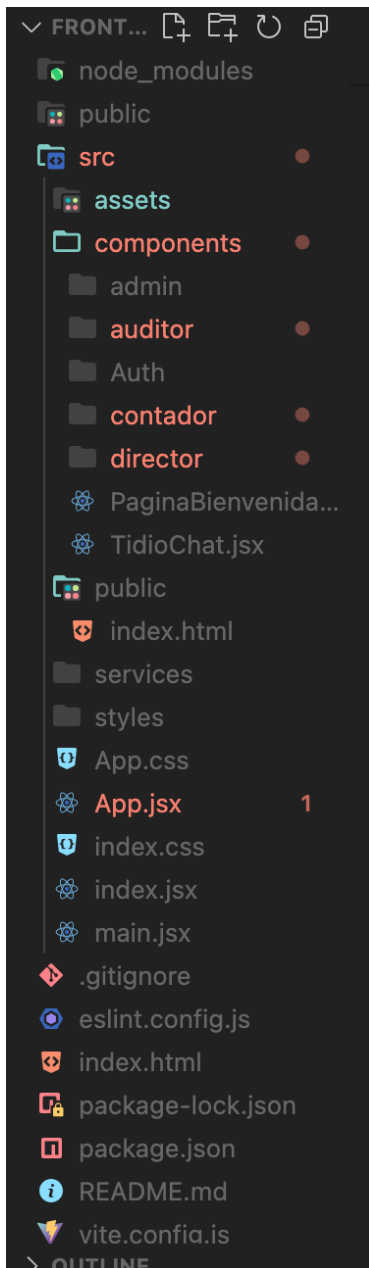 FRONT...
node_modules
public
src
assets
components
admin
auditor
Auth
contador
director
PaginaBienvenida...
TidioChat.jsx
public
index.html
services
styles
App.css
App.jsx 1
index.css
index.jsx
main.jsx
.gitignore
eslint.config.js
index.html
package-lock.json
package.json
README.md
vite.config.js
OUTLINE